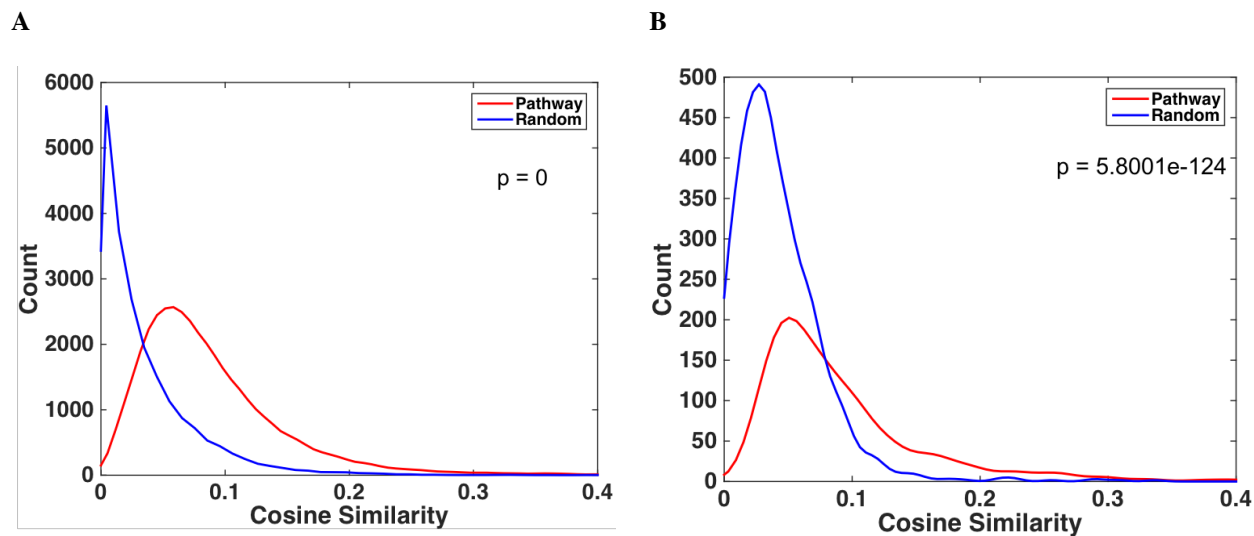 A
B
6000
5000
4000
3000
2000
1000
0
Count
Pathway
Random
p = 0
0 0.1 0.2 0.3 0.4
Cosine Similarity
500
450
400
350
300
250
200
150
100
50
0
Count
Pathway
Random
p = 5.8001e-124
0 0.1 0.2 0.3 0.4
Cosine Similarity